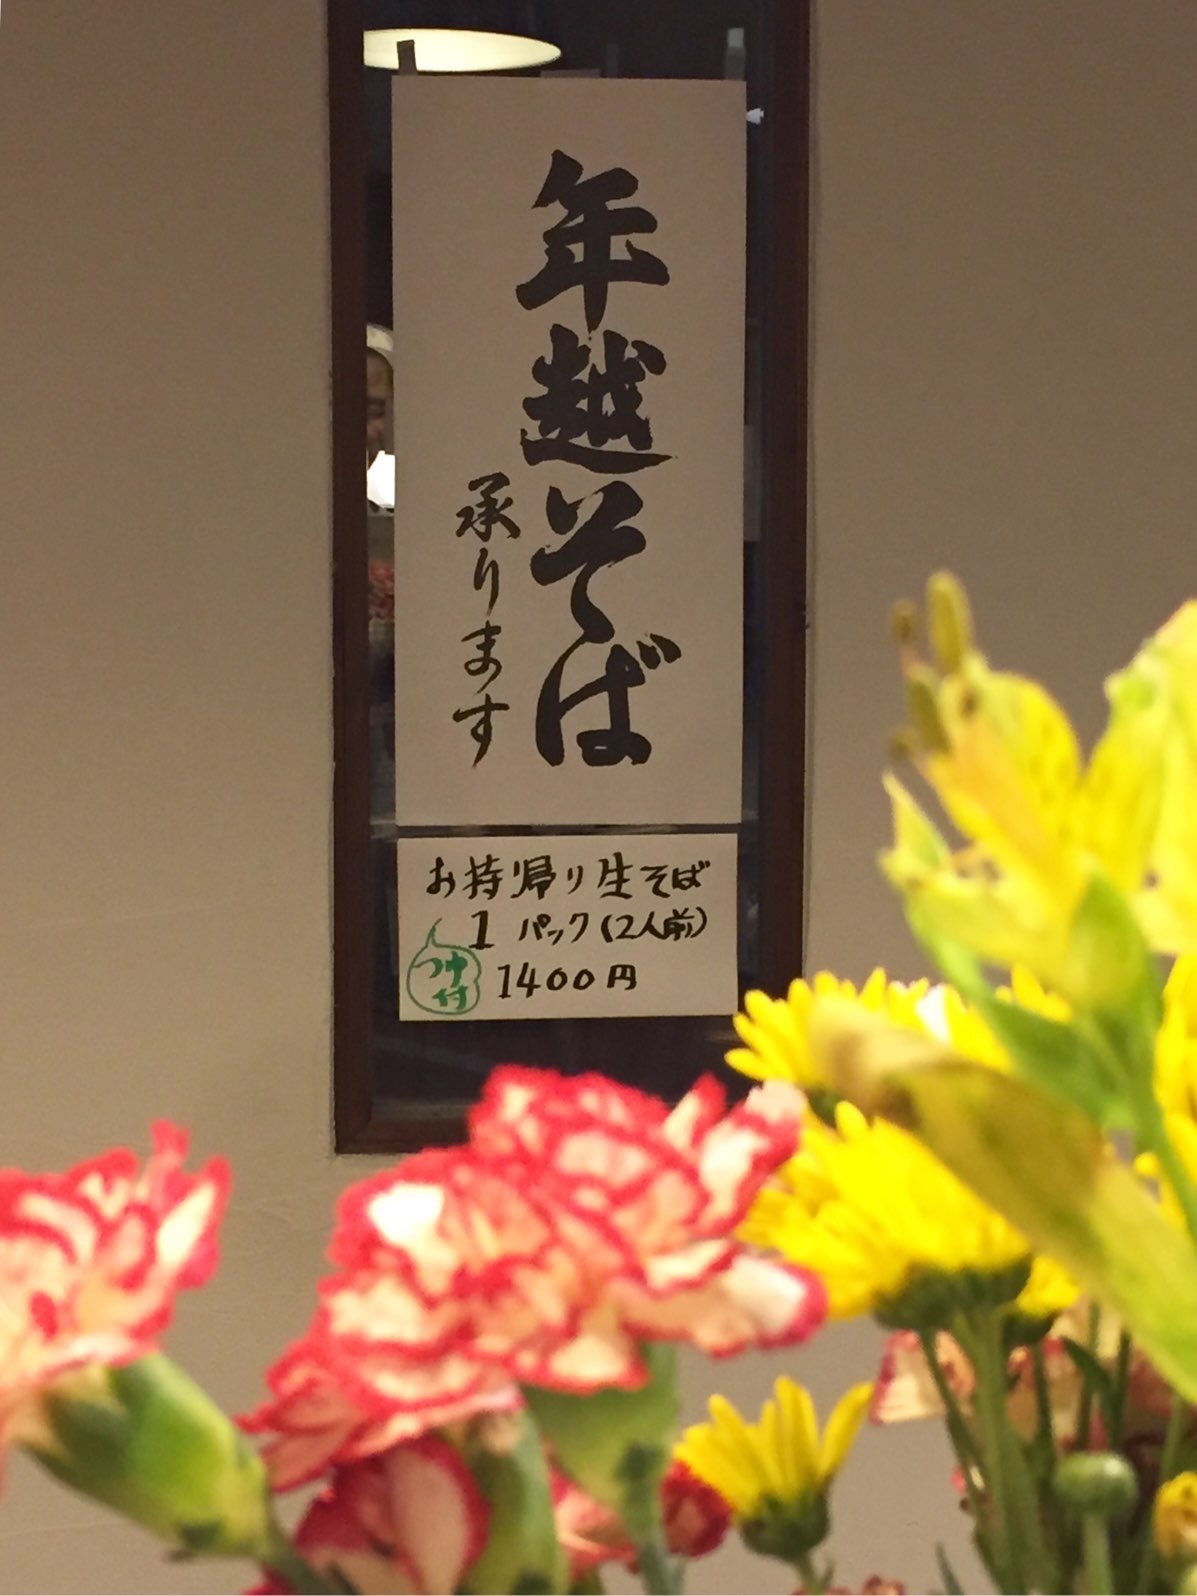 年越そば
承ります
お持帰り生そば
1パック(2人前)
1400円
つゆ
付